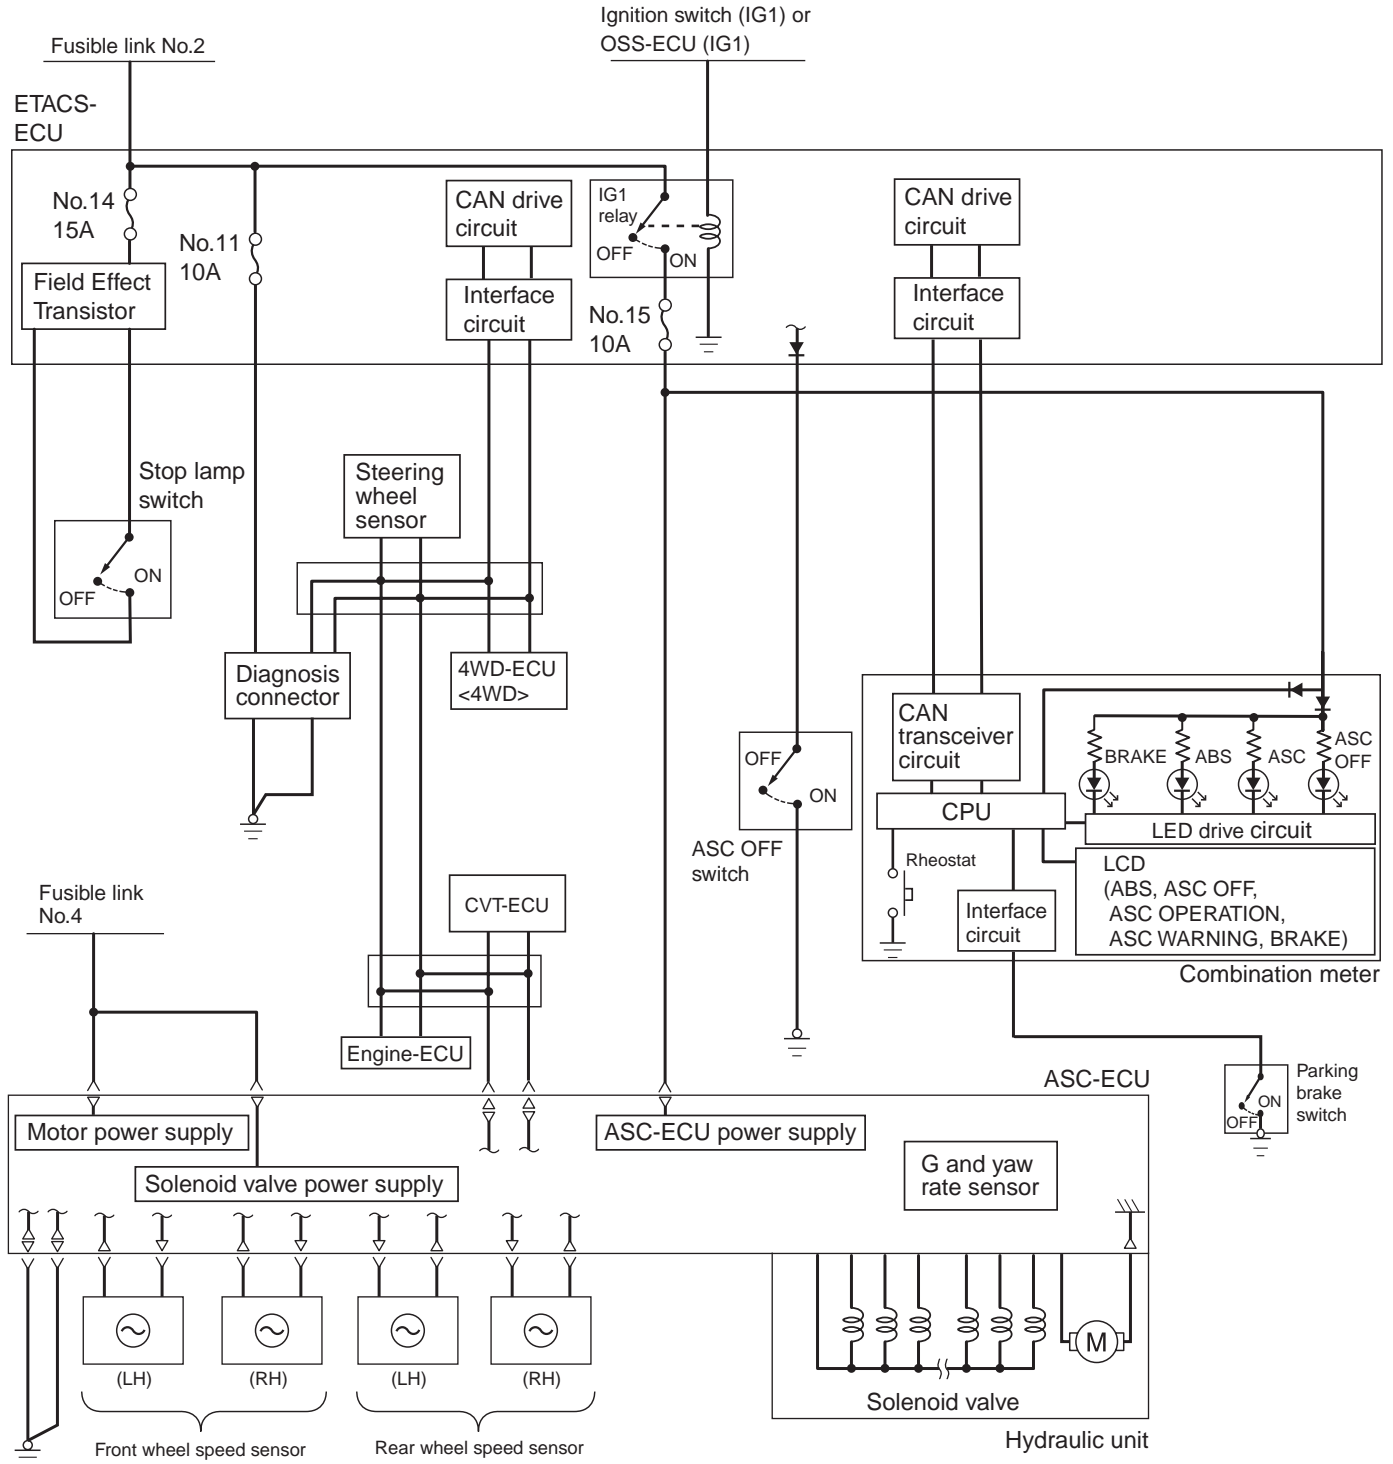 Ignition switch (IG1) or
OSS-ECU (IG1)
Fusible link No.2
ETACS-
ECU
No.14
15A
No.11
10A
Field Effect
Transistor
CAN drive
circuit
Interface
circuit
IG1
relay
OFF
ON
No.15
10A
CAN drive
circuit
Interface
circuit
Stop lamp
switch
ON
OFF
Steering
wheel
sensor
Diagnosis
connector
4WD-ECU
<4WD>
OFF
ON
ASC OFF
switch
CAN
transceiver
circuit
CPU
BRAKE
ABS
ASC
ASC
OFF
LED drive circuit
Rheostat
Interface
circuit
LCD
(ABS, ASC OFF,
ASC OPERATION,
ASC WARNING, BRAKE)
Combination meter
Fusible link
No.4
CVT-ECU
Engine-ECU
ASC-ECU
Parking
brake
switch
ON
OFF
Motor power supply
ASC-ECU power supply
Solenoid valve power supply
G and yaw
rate sensor
M
(LH)
(RH)
(LH)
(RH)
Solenoid valve
Front wheel speed sensor
Rear wheel speed sensor
Hydraulic unit